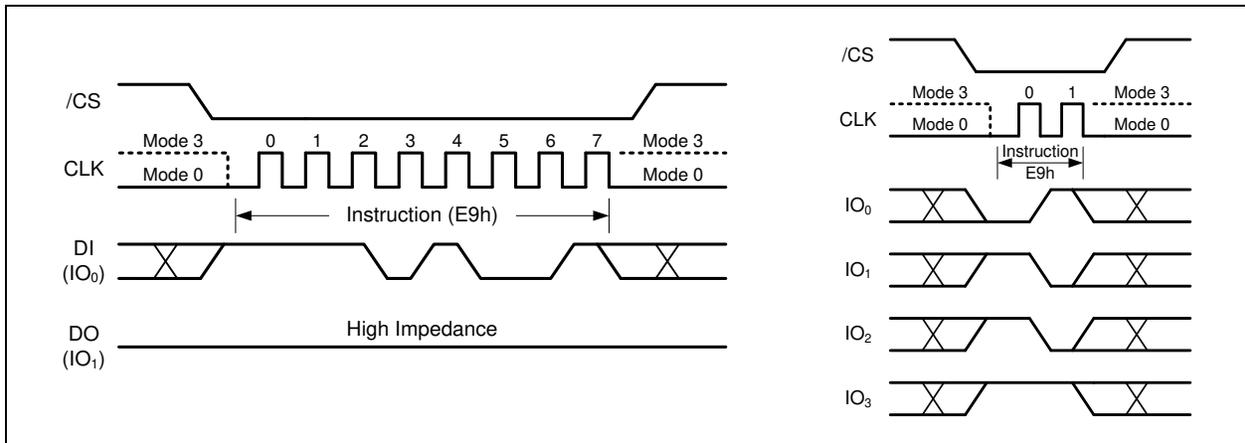 /CS
Mode 3 0 1 2 3 4 5 6 7 Mode 3
CLK
Mode 0 Mode 0
Instruction (E9h)
DI
(IO₀)
High Impedance
DO
(IO₁)
/CS
Mode 3 0 1 Mode 3
CLK
Mode 0 Mode 0
Instruction
E9h
IO₀
IO₁
IO₂
IO₃